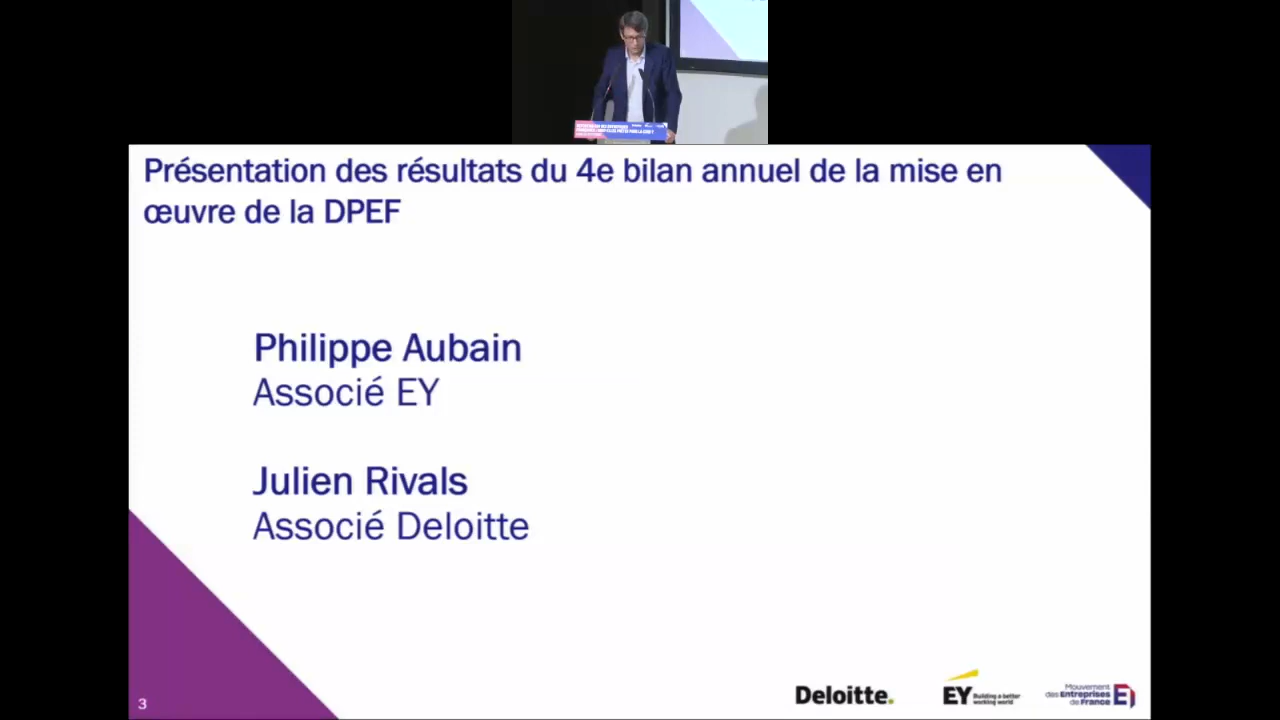 Présentation des résultats du 4e bilan annuel de la mise en
œuvre de la DPEF
Philippe Aubain
Associé EY
Julien Rivals
Associé Deloitte
3
Deloitte.
EY
Building a better
working world
Mouvement
des Entreprises
de France